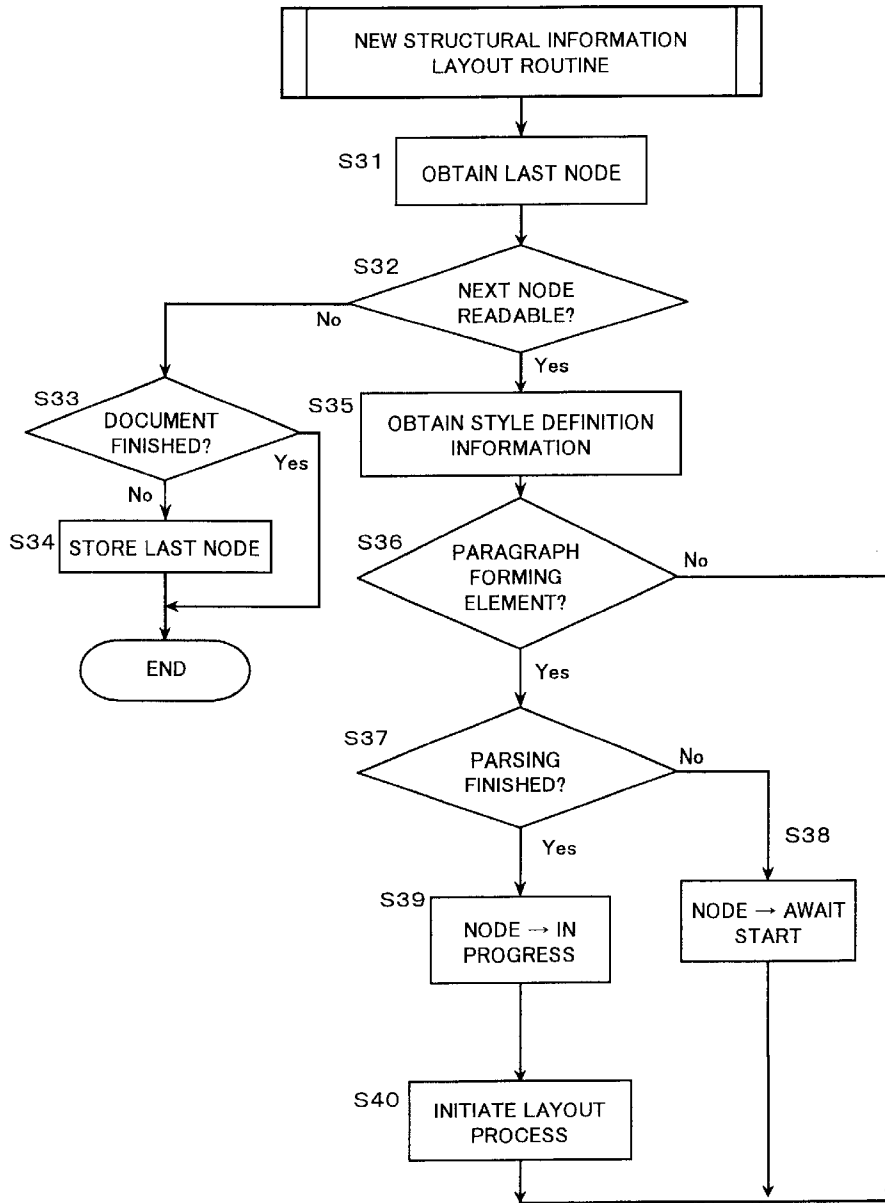 NEW STRUCTURAL INFORMATION
LAYOUT ROUTINE
S31
OBTAIN LAST NODE
S32
NEXT NODE
READABLE?
No
Yes
S33
DOCUMENT
FINISHED?
Yes
No
S34
STORE LAST NODE
END
S35
OBTAIN STYLE DEFINITION
INFORMATION
S36
PARAGRAPH
FORMING
ELEMENT?
No
Yes
S37
PARSING
FINISHED?
No
Yes
S38
NODE → AWAIT
START
S39
NODE → IN
PROGRESS
S40
INITIATE LAYOUT
PROCESS